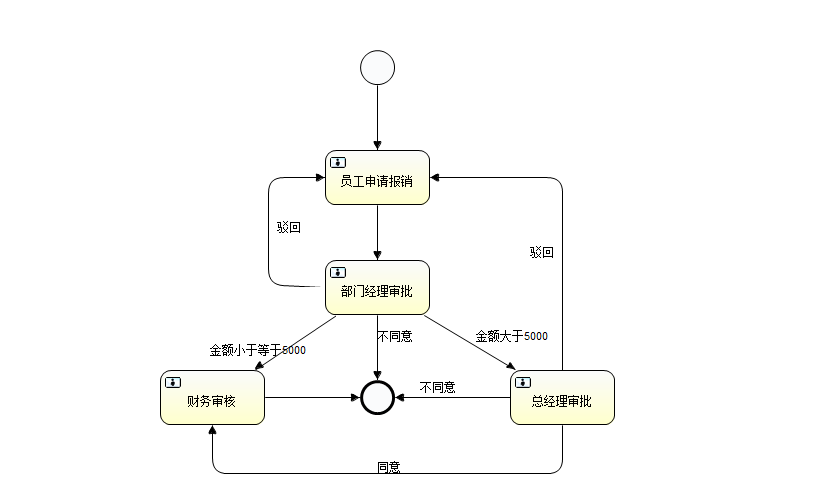 员工申请报销
驳回
驳回
部门经理审批
不同意
金额大于5000
金额小于等于5000
不同意
财务审核
总经理审批
同意